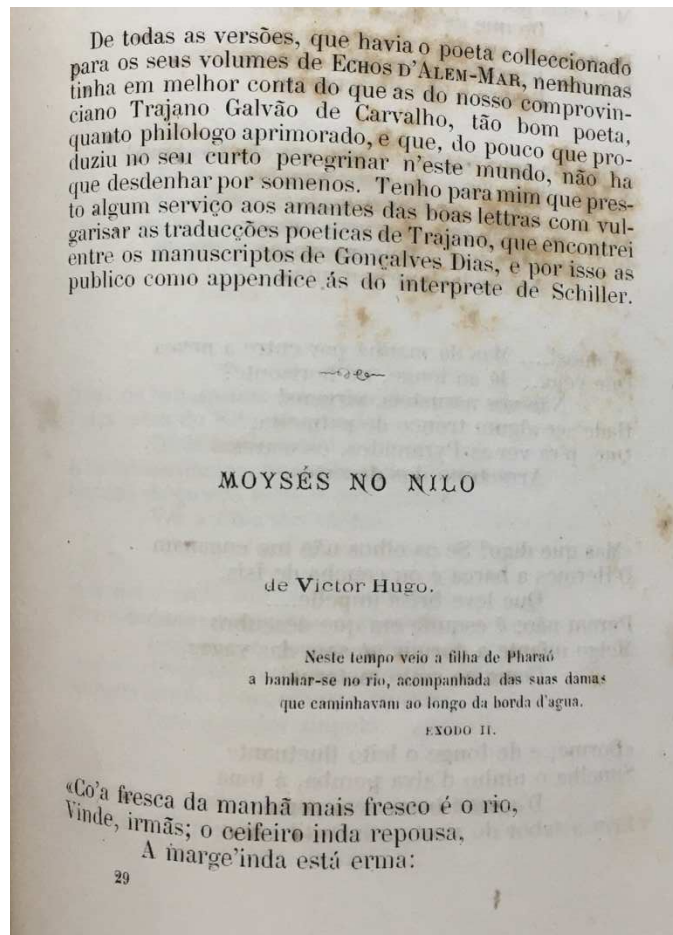 De todas as versões, que havia o poeta colleccionado
para os seus volumes de ECHOS D'ALEM-MAR, nenhumas
tinha em melhor conta do que as do nosso comprovin-
ciano Trajano Galvão de Carvalho, tão bom poeta,
quanto philologo aprimorado, e que, do pouco que pro-
duziu no seu curto peregrinar n'este mundo, não ha
que desdenhar por somenos. Tenho para mim que pres-
to algum serviço aos amantes das boas lettras com vul-
garisar as traducções poeticas de Trajano, que encontrei
entre os manuscriptos de Gonçalves Dias, e por isso as
publico como appendice ás do interprete de Schiller.
MOYSÉS NO NILO
de Victor Hugo.
Neste tempo veio a filha de Pharaó
a banhar-se no rio, acompanhada das suas damas
que caminhavam ao longo da borda d'agua.
EXODO II.
«Co'a fresca da manhã mais fresco é o rio,
Vinde, irmãs; o ceifeiro inda repousa,
A marge'inda está erma:
29